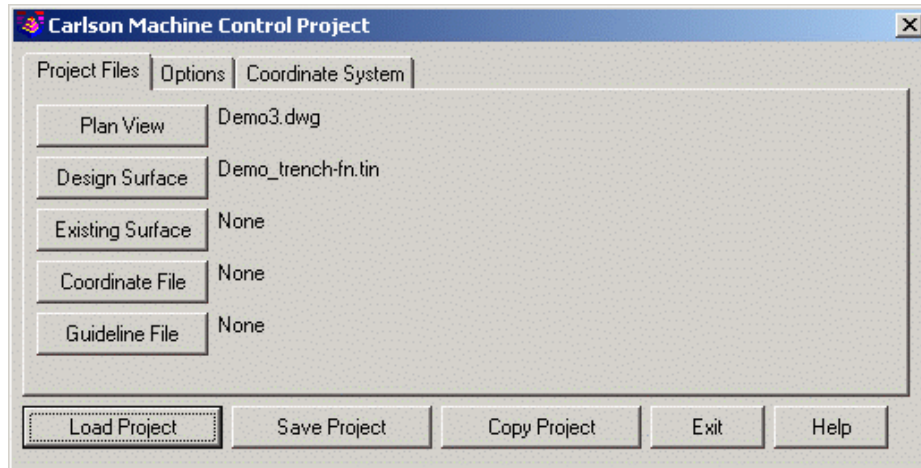 Carlson Machine Control Project
Project Files Options Coordinate System
Plan View Demo3.dwg
Design Surface Demo_trench-fn.tin
Existing Surface None
Coordinate File None
Guideline File None
Load Project Save Project Copy Project Exit Help